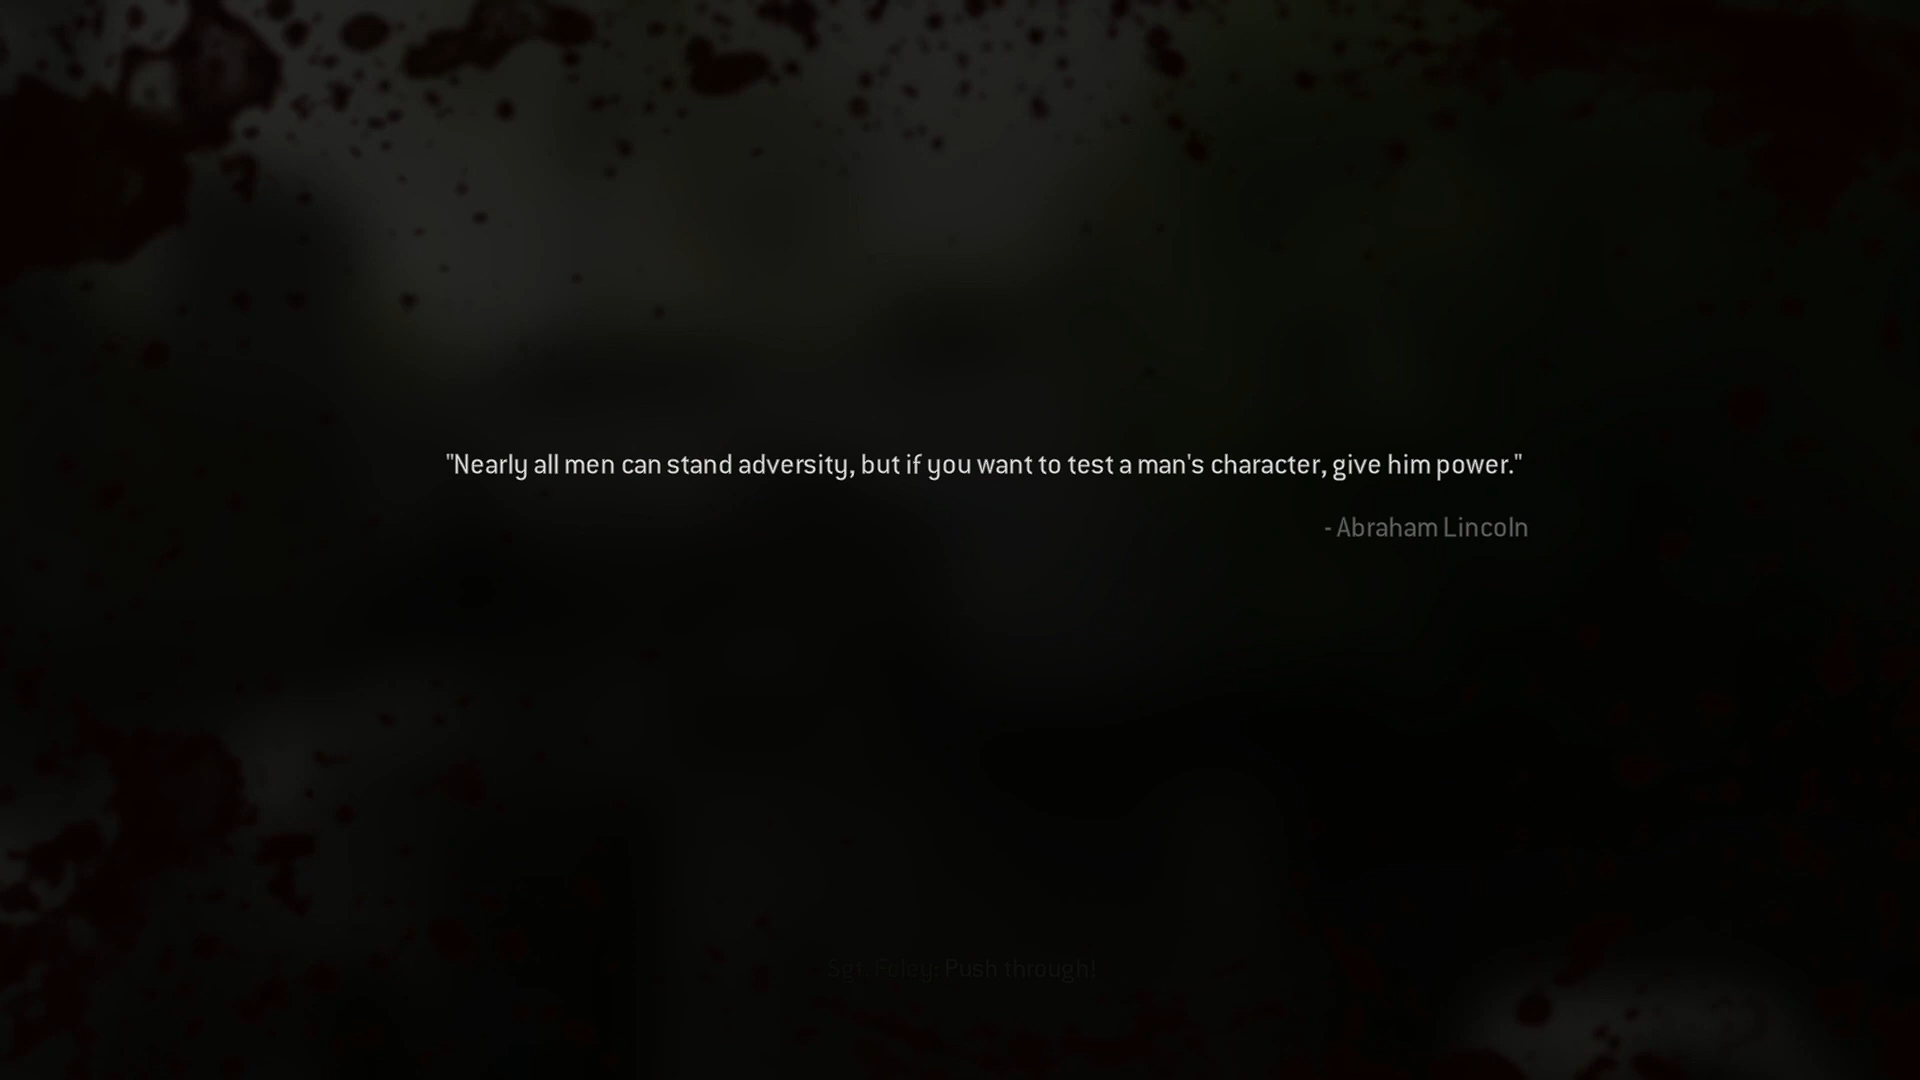 "Nearly all men can stand adversity, but if you want to test a man's character, give him power."
- Abraham Lincoln
Sgt. Foley: Push through!